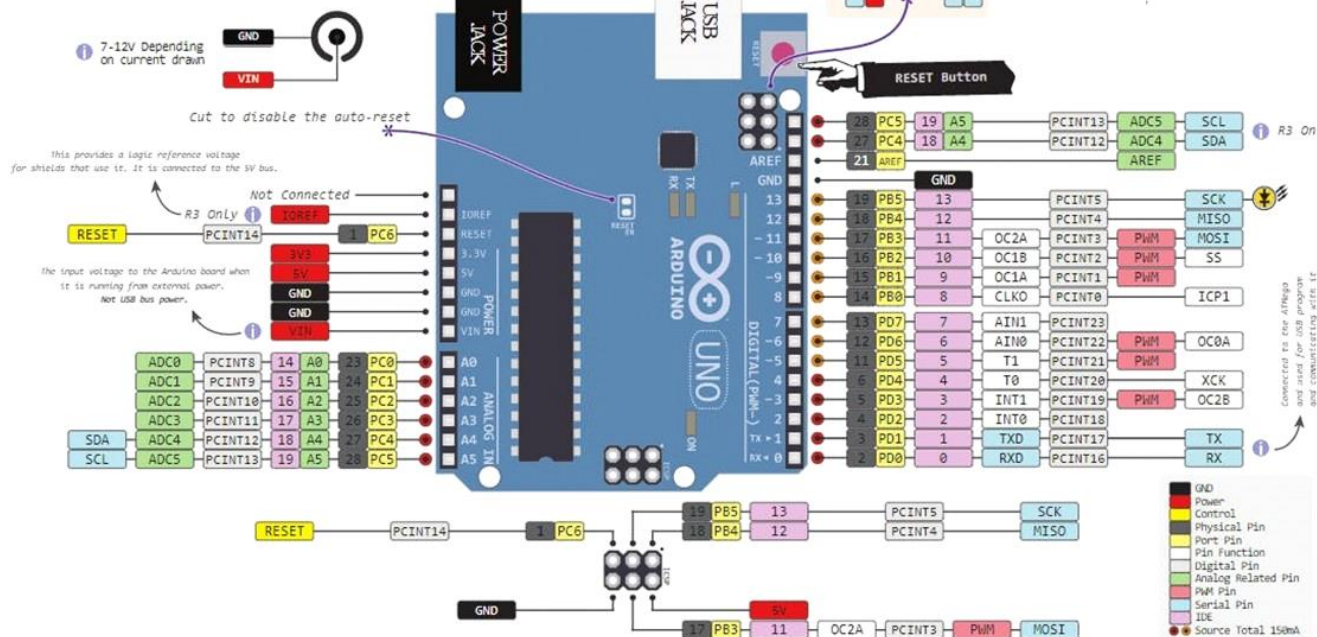 GND
7-12V Depending
on current drawn
VIN
POWER
JACK
USB
JACK
RESET
RESET Button
Cut to disable the auto-reset
This provides a logic reference voltage
for shields that use it. It is connected to the 5V bus.
Not Connected
R3 Only IOREF
RESET PCINT14 1 PC6
3V3
5V
GND
GND
VIN
The input voltage to the Arduino board when
it is running from external power.
Not USB bus power.
ADC0 PCINT8 14 A0 23 PC0
ADC1 PCINT9 15 A1 24 PC1
ADC2 PCINT10 16 A2 25 PC2
ADC3 PCINT11 17 A3 26 PC3
SDA ADC4 PCINT12 18 A4 27 PC4
SCL ADC5 PCINT13 19 A5 28 PC5
IOREF
RESET
3.3V
5V
GND
GND
VIN
POWER
A0
A1
A2
A3
A4
A5
ANALOG IN
RX
TX
L
RESET
EN
ARDUINO
UNO
ON
ICSP
DIGITAL(PWM~)
AREF
GND
13
12
~11
~10
~9
8
7
~6
~5
4
~3
2
TX ▸ 1
RX ◂ 0
28 PC5 19 A5 PCINT13 ADC5 SCL
27 PC4 18 A4 PCINT12 ADC4 SDA
R3 On
21 AREF AREF
GND
19 PB5 13 PCINT5 SCK
18 PB4 12 PCINT4 MISO
17 PB3 11 OC2A PCINT3 PWM MOSI
16 PB2 10 OC1B PCINT2 PWM SS
15 PB1 9 OC1A PCINT1 PWM
14 PB0 8 CLKO PCINT0 ICP1
13 PD7 7 AIN1 PCINT23
12 PD6 6 AIN0 PCINT22 PWM OC0A
11 PD5 5 T1 PCINT21 PWM
6 PD4 4 T0 PCINT20 XCK
5 PD3 3 INT1 PCINT19 PWM OC2B
4 PD2 2 INT0 PCINT18
3 PD1 1 TXD PCINT17 TX
2 PD0 0 RXD PCINT16 RX
Connected to the ATMega
and used for USB program
and communicating with it
RESET PCINT14 1 PC6
19 PB5 13 PCINT5 SCK
18 PB4 12 PCINT4 MISO
ICSP
GND
5V
17 PB3 11 OC2A PCINT3 PWM MOSI
GND
Power
Control
Physical Pin
Port Pin
Pin Function
Digital Pin
Analog Related Pin
PWM Pin
Serial Pin
IDE
Source Total 150mA